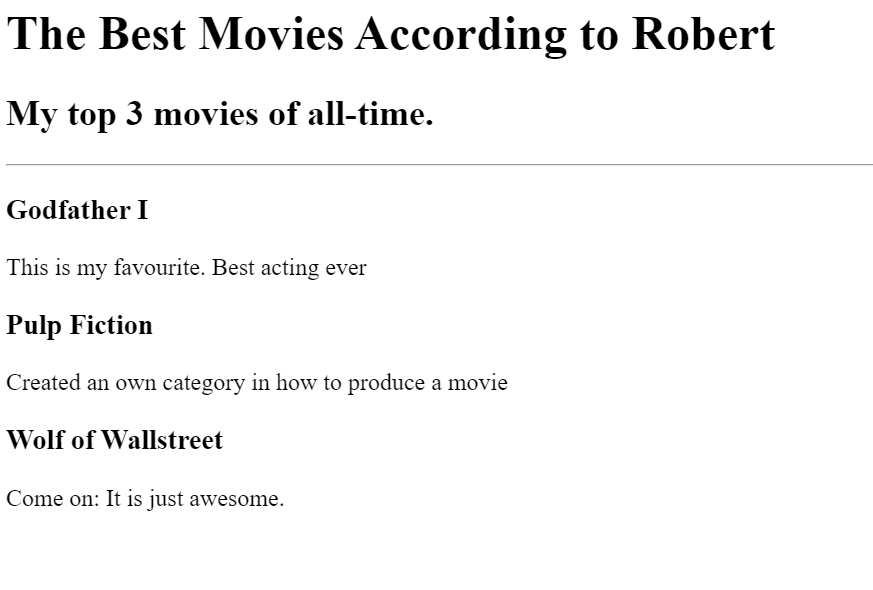 The Best Movies According to Robert
My top 3 movies of all-time.
Godfather I
This is my favourite. Best acting ever
Pulp Fiction
Created an own category in how to produce a movie
Wolf of Wallstreet
Come on: It is just awesome.